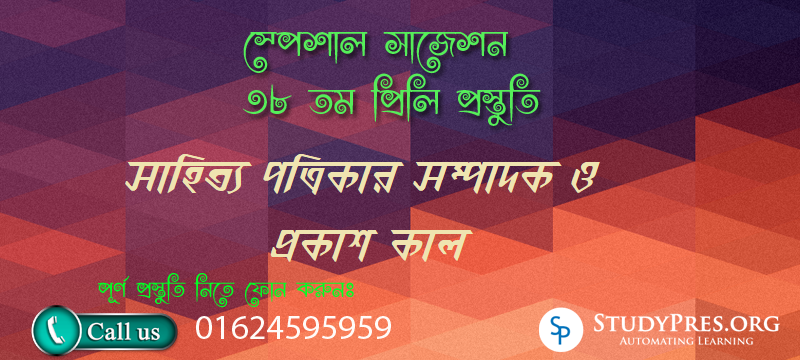 স্পেশাল সাজেশন
৩৮ তম প্রিলি প্রস্তুতি
সাহিত্য পত্রিকার সম্পাদক ও
প্রকাশ কাল
পূর্ণ প্রস্তুতি নিতে ফোন করুনঃ
Call us 01624595959
SP STUDYPRES.ORG
AUTOMATING LEARNING